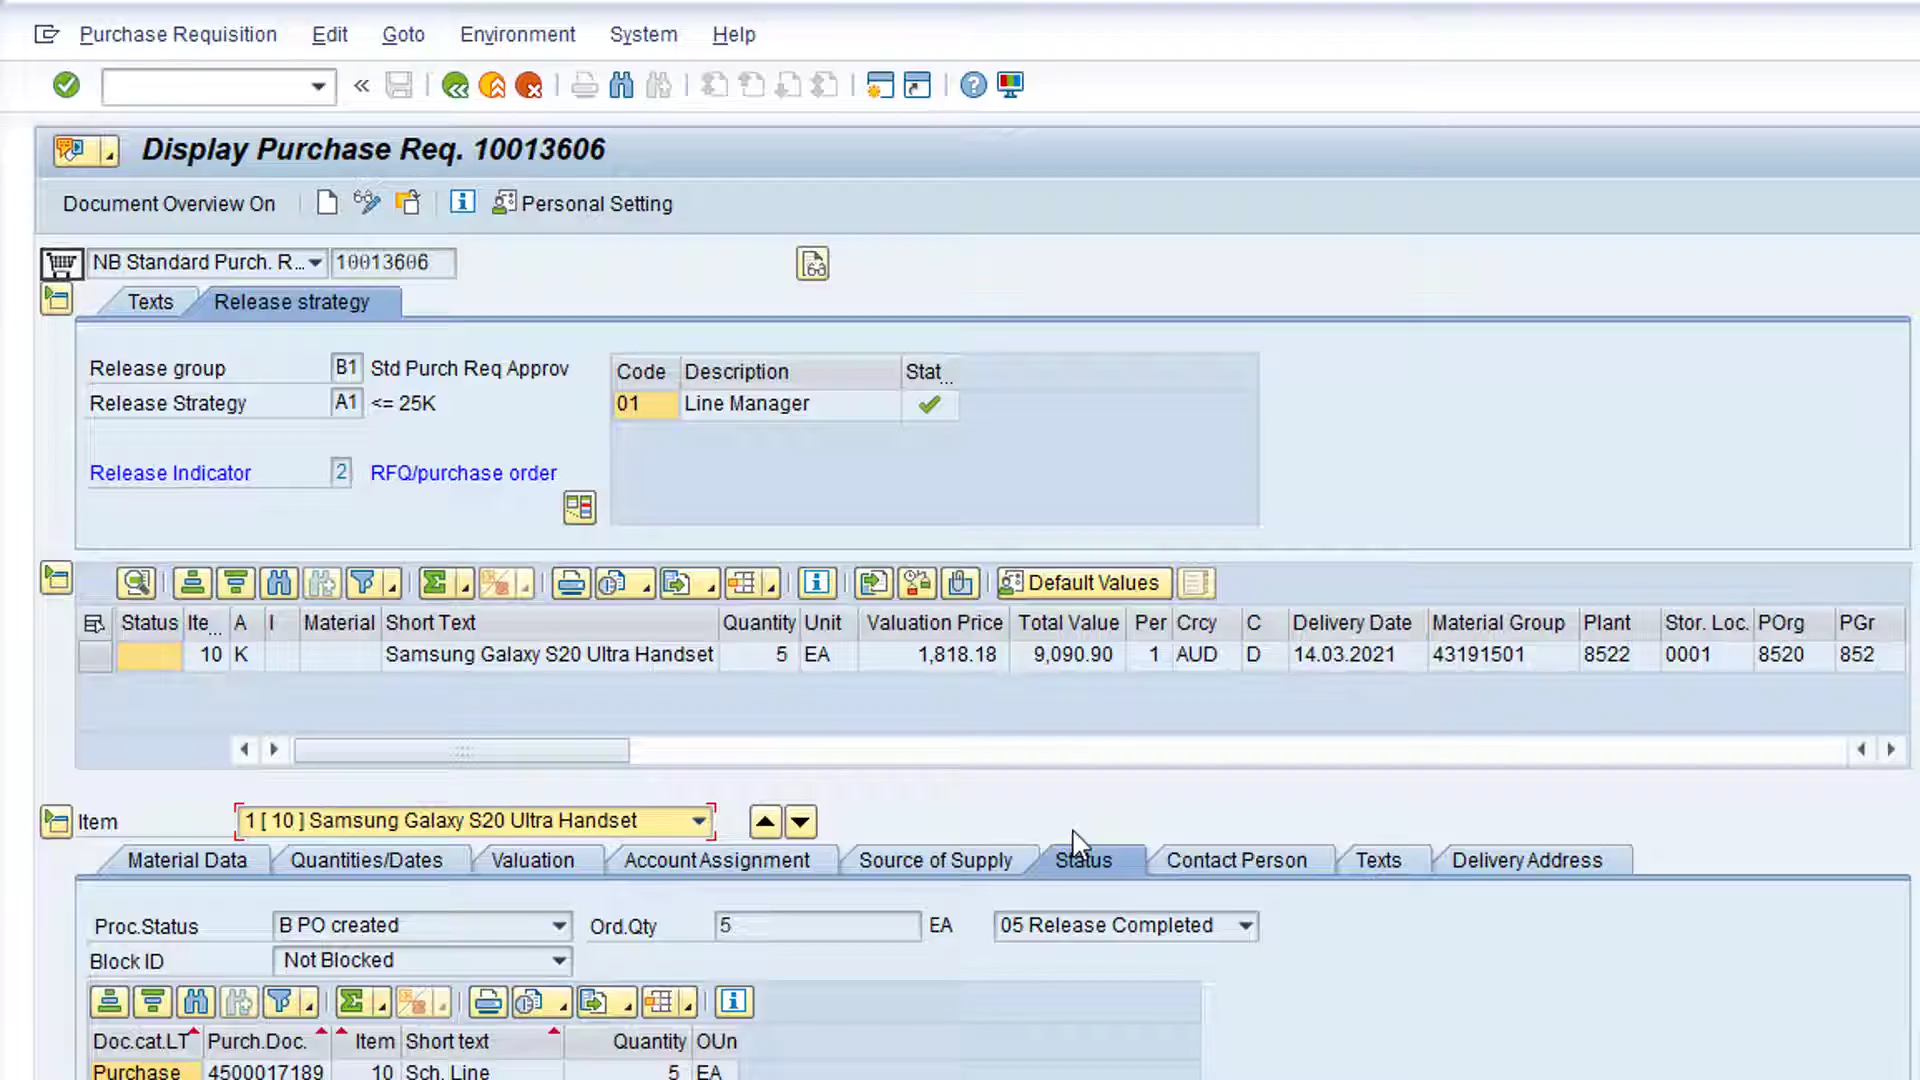 Purchase Requisition Edit Goto Environment System Help
Display Purchase Req. 10013606
Document Overview On Personal Setting
NB Standard Purch. R... 10013606
Texts Release strategy
Release group B1 Std Purch Req Approv
Release Strategy A1 <= 25K
Release Indicator 2 RFQ/purchase order
Code Description Stat...
01 Line Manager
Default Values
Status Ite... A I Material Short Text Quantity Unit Valuation Price Total Value Per Crcy C Delivery Date Material Group Plant Stor. Loc. POrg PGr
10 K Samsung Galaxy S20 Ultra Handset 5 EA 1,818.18 9,090.90 1 AUD D 14.03.2021 43191501 8522 0001 8520 852
Item 1 [ 10 ] Samsung Galaxy S20 Ultra Handset
Material Data Quantities/Dates Valuation Account Assignment Source of Supply Status Contact Person Texts Delivery Address
Proc.Status B PO created Ord.Qty 5 EA 05 Release Completed
Block ID Not Blocked
Doc.cat.LT Purch.Doc. Item Short text Quantity OUn
Purchase 4500017189 10 Sch. Line 5 EA